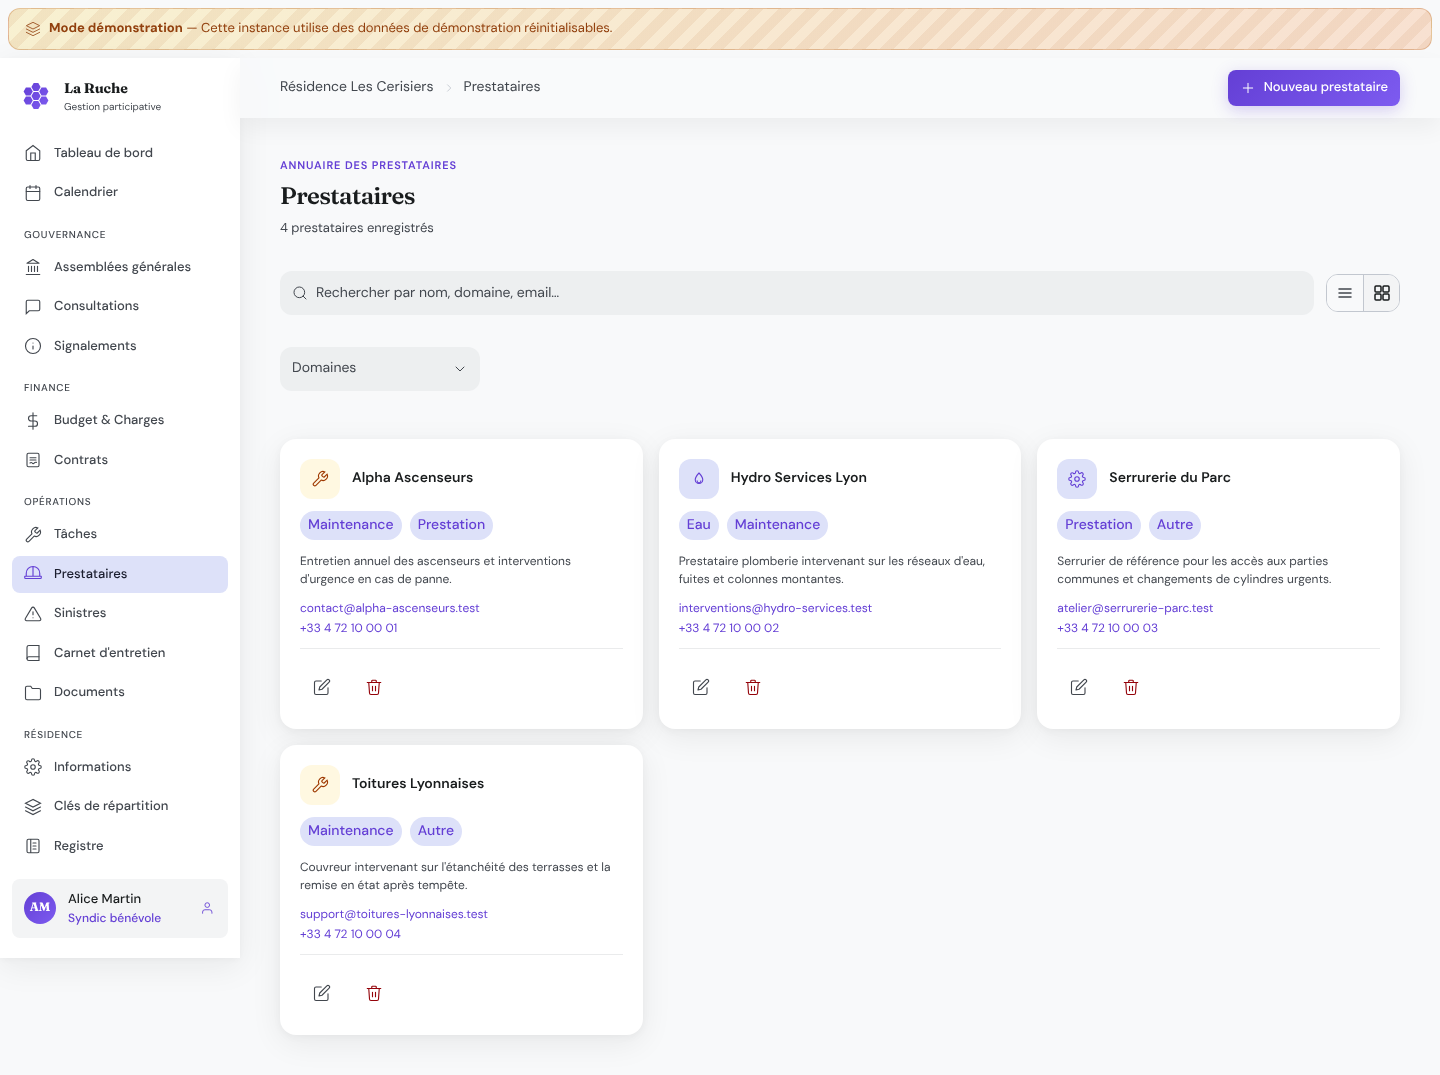 Mode démonstration — Cette instance utilise des données de démonstration réinitialisables.
La Ruche
Gestion participative
Tableau de bord
Calendrier
GOUVERNANCE
Assemblées générales
Consultations
Signalements
FINANCE
Budget & Charges
Contrats
OPÉRATIONS
Tâches
Prestataires
Sinistres
Carnet d'entretien
Documents
RÉSIDENCE
Informations
Clés de répartition
Registre
AM
Alice Martin
Syndic bénévole
Résidence Les Cerisiers > Prestataires
Nouveau prestataire
ANNUAIRE DES PRESTATAIRES
Prestataires
4 prestataires enregistrés
Rechercher par nom, domaine, email...
Domaines
Alpha Ascenseurs
Maintenance Prestation
Entretien annuel des ascenseurs et interventions
d'urgence en cas de panne.
contact@alpha-ascenseurs.test
+33 4 72 10 00 01
Hydro Services Lyon
Eau Maintenance
Prestataire plomberie intervenant sur les réseaux d'eau,
fuites et colonnes montantes.
interventions@hydro-services.test
+33 4 72 10 00 02
Serrurerie du Parc
Prestation Autre
Serrurier de référence pour les accès aux parties
communes et changements de cylindres urgents.
atelier@serrurerie-parc.test
+33 4 72 10 00 03
Toitures Lyonnaises
Maintenance Autre
Couvreur intervenant sur l'étanchéité des terrasses et la
remise en état après tempête.
support@toitures-lyonnaises.test
+33 4 72 10 00 04